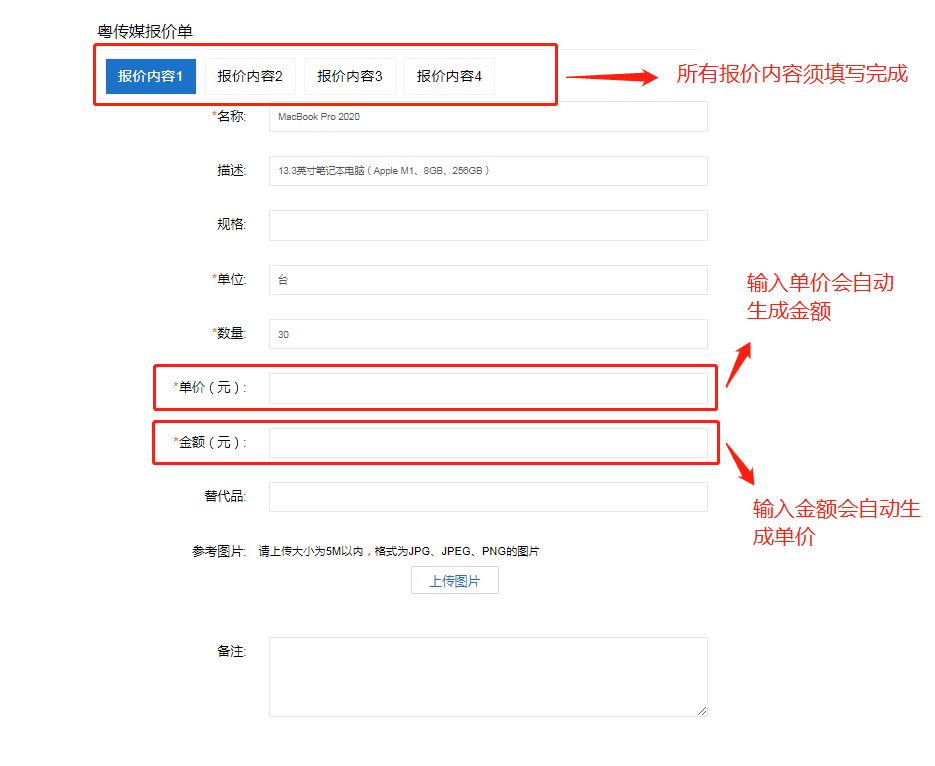 粤传媒报价单
报价内容1 报价内容2 报价内容3 报价内容4
所有报价内容须填写完成
*名称: MacBook Pro 2020
描述: 13.3英寸笔记本电脑（Apple M1、8GB、256GB）
规格:
*单位: 台
输入单价会自动
生成金额
*数量: 30
*单价（元）:
*金额（元）:
替代品:
输入金额会自动生
成单价
参考图片: 请上传大小为5M以内，格式为JPG、JPEG、PNG的图片
上传图片
备注: